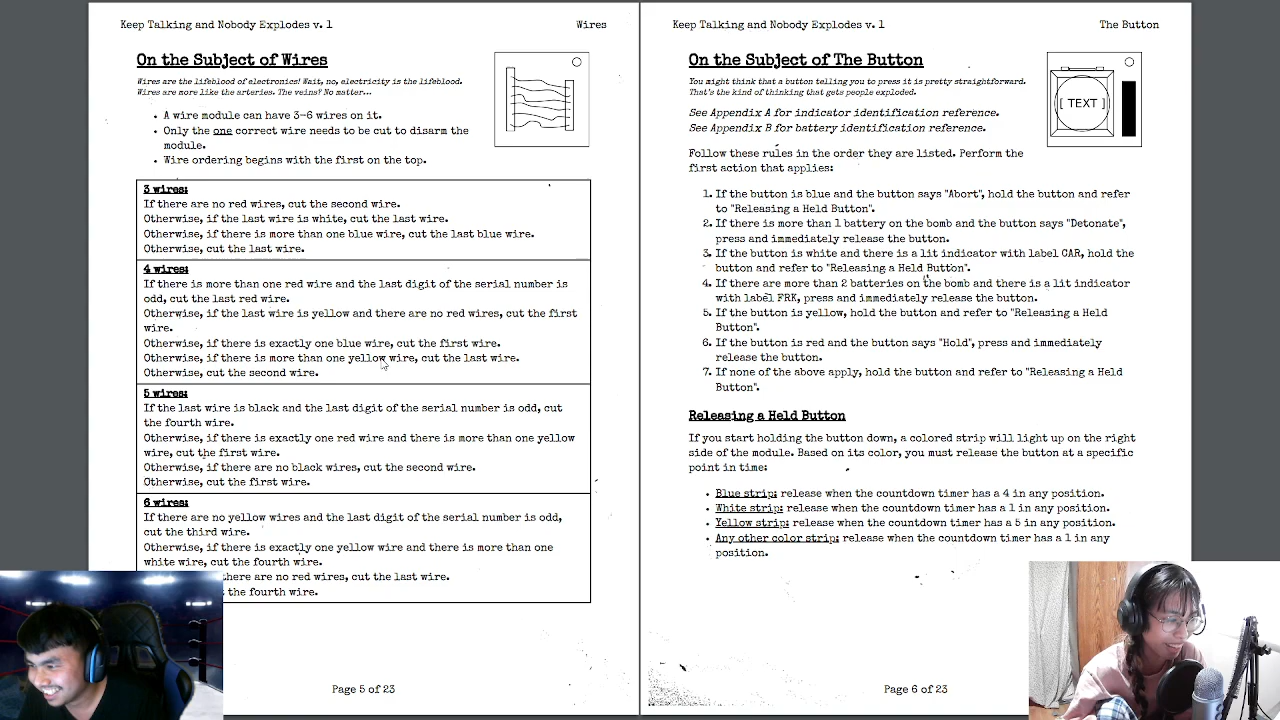 Keep Talking and Nobody Explodes v. 1
Wires
On the Subject of Wires
Wires are the lifeblood of electronics! Wait, no, electricity is the lifeblood.
Wires are more like the arteries. The veins? No matter…
• A wire module can have 3-6 wires on it.
• Only the one correct wire needs to be cut to disarm the
module.
• Wire ordering begins with the first on the top.
3 wires:
If there are no red wires, cut the second wire.
Otherwise, if the last wire is white, cut the last wire.
Otherwise, if there is more than one blue wire, cut the last blue wire.
Otherwise, cut the last wire.
4 wires:
If there is more than one red wire and the last digit of the serial number is
odd, cut the last red wire.
Otherwise, if the last wire is yellow and there are no red wires, cut the first
wire.
Otherwise, if there is exactly one blue wire, cut the first wire.
Otherwise, if there is more than one yellow wire, cut the last wire.
Otherwise, cut the second wire.
5 wires:
If the last wire is black and the last digit of the serial number is odd, cut
the fourth wire.
Otherwise, if there is exactly one red wire and there is more than one yellow
wire, cut the first wire.
Otherwise, if there are no black wires, cut the second wire.
Otherwise, cut the first wire.
6 wires:
If there are no yellow wires and the last digit of the serial number is odd,
cut the third wire.
Otherwise, if there is exactly one yellow wire and there is more than one
white wire, cut the fourth wire.
there are no red wires, cut the last wire.
the fourth wire.
Page 5 of 23
Keep Talking and Nobody Explodes v. 1
The Button
On the Subject of The Button
You might think that a button telling you to press it is pretty straightforward.
That's the kind of thinking that gets people exploded.
[ TEXT ]
See Appendix A for indicator identification reference.
See Appendix B for battery identification reference.
Follow these rules in the order they are listed. Perform the
first action that applies:
1. If the button is blue and the button says "Abort", hold the button and refer
to "Releasing a Held Button".
2. If there is more than 1 battery on the bomb and the button says "Detonate",
press and immediately release the button.
3. If the button is white and there is a lit indicator with label CAR, hold the
button and refer to "Releasing a Held Button".
4. If there are more than 2 batteries on the bomb and there is a lit indicator
with label FRK, press and immediately release the button.
5. If the button is yellow, hold the button and refer to "Releasing a Held
Button".
6. If the button is red and the button says "Hold", press and immediately
release the button.
7. If none of the above apply, hold the button and refer to "Releasing a Held
Button".
Releasing a Held Button
If you start holding the button down, a colored strip will light up on the right
side of the module. Based on its color, you must release the button at a specific
point in time:
• Blue strip: release when the countdown timer has a 4 in any position.
• White strip: release when the countdown timer has a 1 in any position.
• Yellow strip: release when the countdown timer has a 5 in any position.
• Any other color strip: release when the countdown timer has a 1 in any
position.
Page 6 of 23